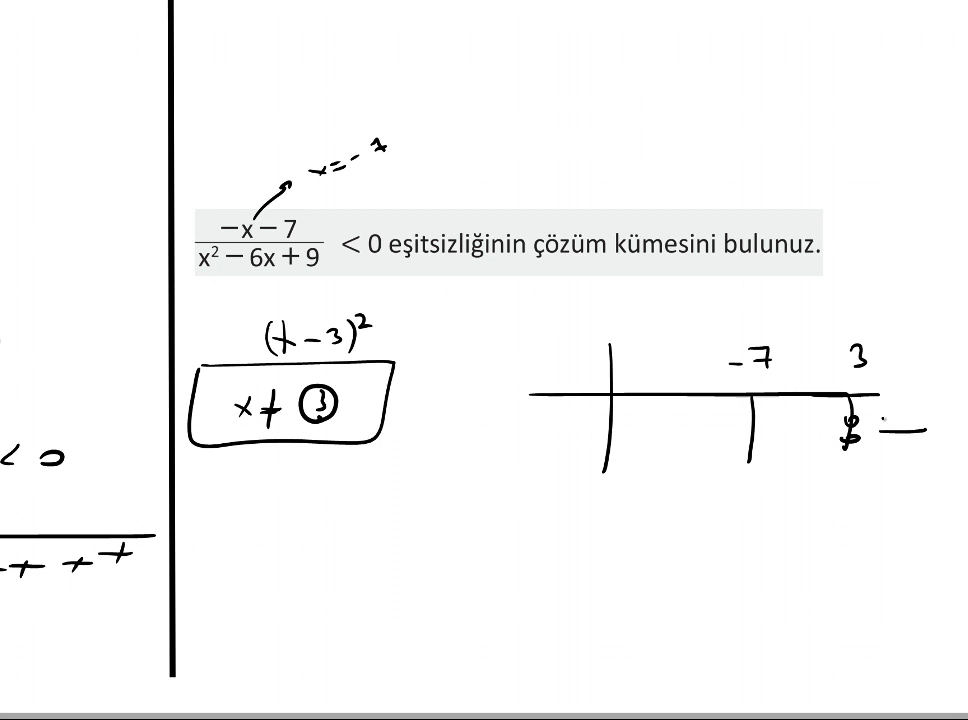 x = - 7
−x − 7
x² − 6x + 9
< 0 eşitsizliğinin çözüm kümesini bulunuz.
(x - 3)²
x ≠ 3
- 7 3
—
< 0
+ + +